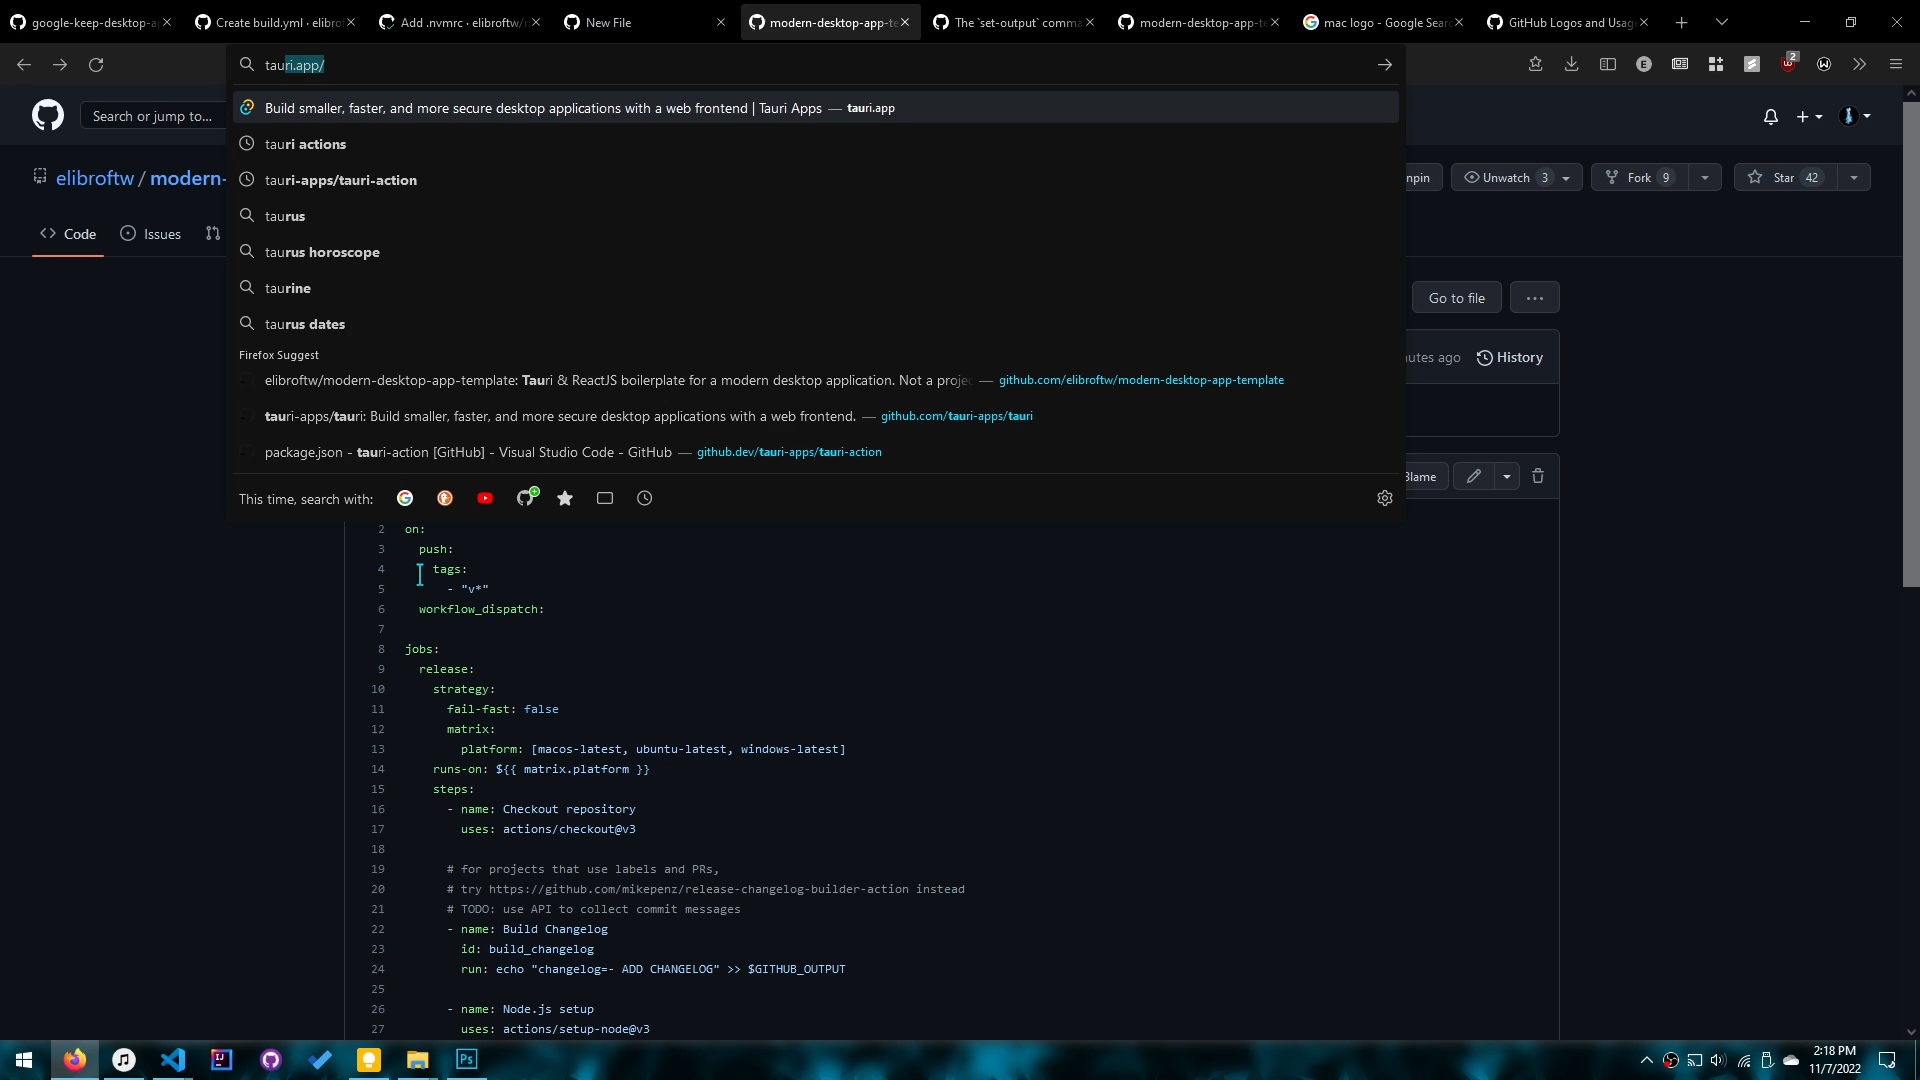 google-keep-desktop-a
Create build.yml · elibrof
Add .nvmrc · elibroftw/
New File
modern-desktop-app-te
The `set-output` comma
modern-desktop-app-te
mac logo - Google Sear
GitHub Logos and Usag
tauri.app/
2
Search or jump to...
Build smaller, faster, and more secure desktop applications with a web frontend | Tauri Apps — tauri.app
tauri actions
elibroftw / modern-
tauri-apps/tauri-action
npin
Unwatch 3
Fork 9
Star 42
taurus
Code
Issues
taurus horoscope
taurine
Go to file
taurus dates
Firefox Suggest
utes ago
History
elibroftw/modern-desktop-app-template: Tauri & ReactJS boilerplate for a modern desktop application. Not a proje — github.com/elibroftw/modern-desktop-app-template
tauri-apps/tauri: Build smaller, faster, and more secure desktop applications with a web frontend. — github.com/tauri-apps/tauri
package.json - tauri-action [GitHub] - Visual Studio Code - GitHub — github.dev/tauri-apps/tauri-action
Blame
This time, search with:
2 on:
3 push:
4 tags:
5 - "v*"
6 workflow_dispatch:
7
8 jobs:
9 release:
10 strategy:
11 fail-fast: false
12 matrix:
13 platform: [macos-latest, ubuntu-latest, windows-latest]
14 runs-on: ${{ matrix.platform }}
15 steps:
16 - name: Checkout repository
17 uses: actions/checkout@v3
18
19 # for projects that use labels and PRs,
20 # try https://github.com/mikepenz/release-changelog-builder-action instead
21 # TODO: use API to collect commit messages
22 - name: Build Changelog
23 id: build_changelog
24 run: echo "changelog=- ADD CHANGELOG" >> $GITHUB_OUTPUT
25
26 - name: Node.js setup
27 uses: actions/setup-node@v3
Ps
2:18 PM
11/7/2022